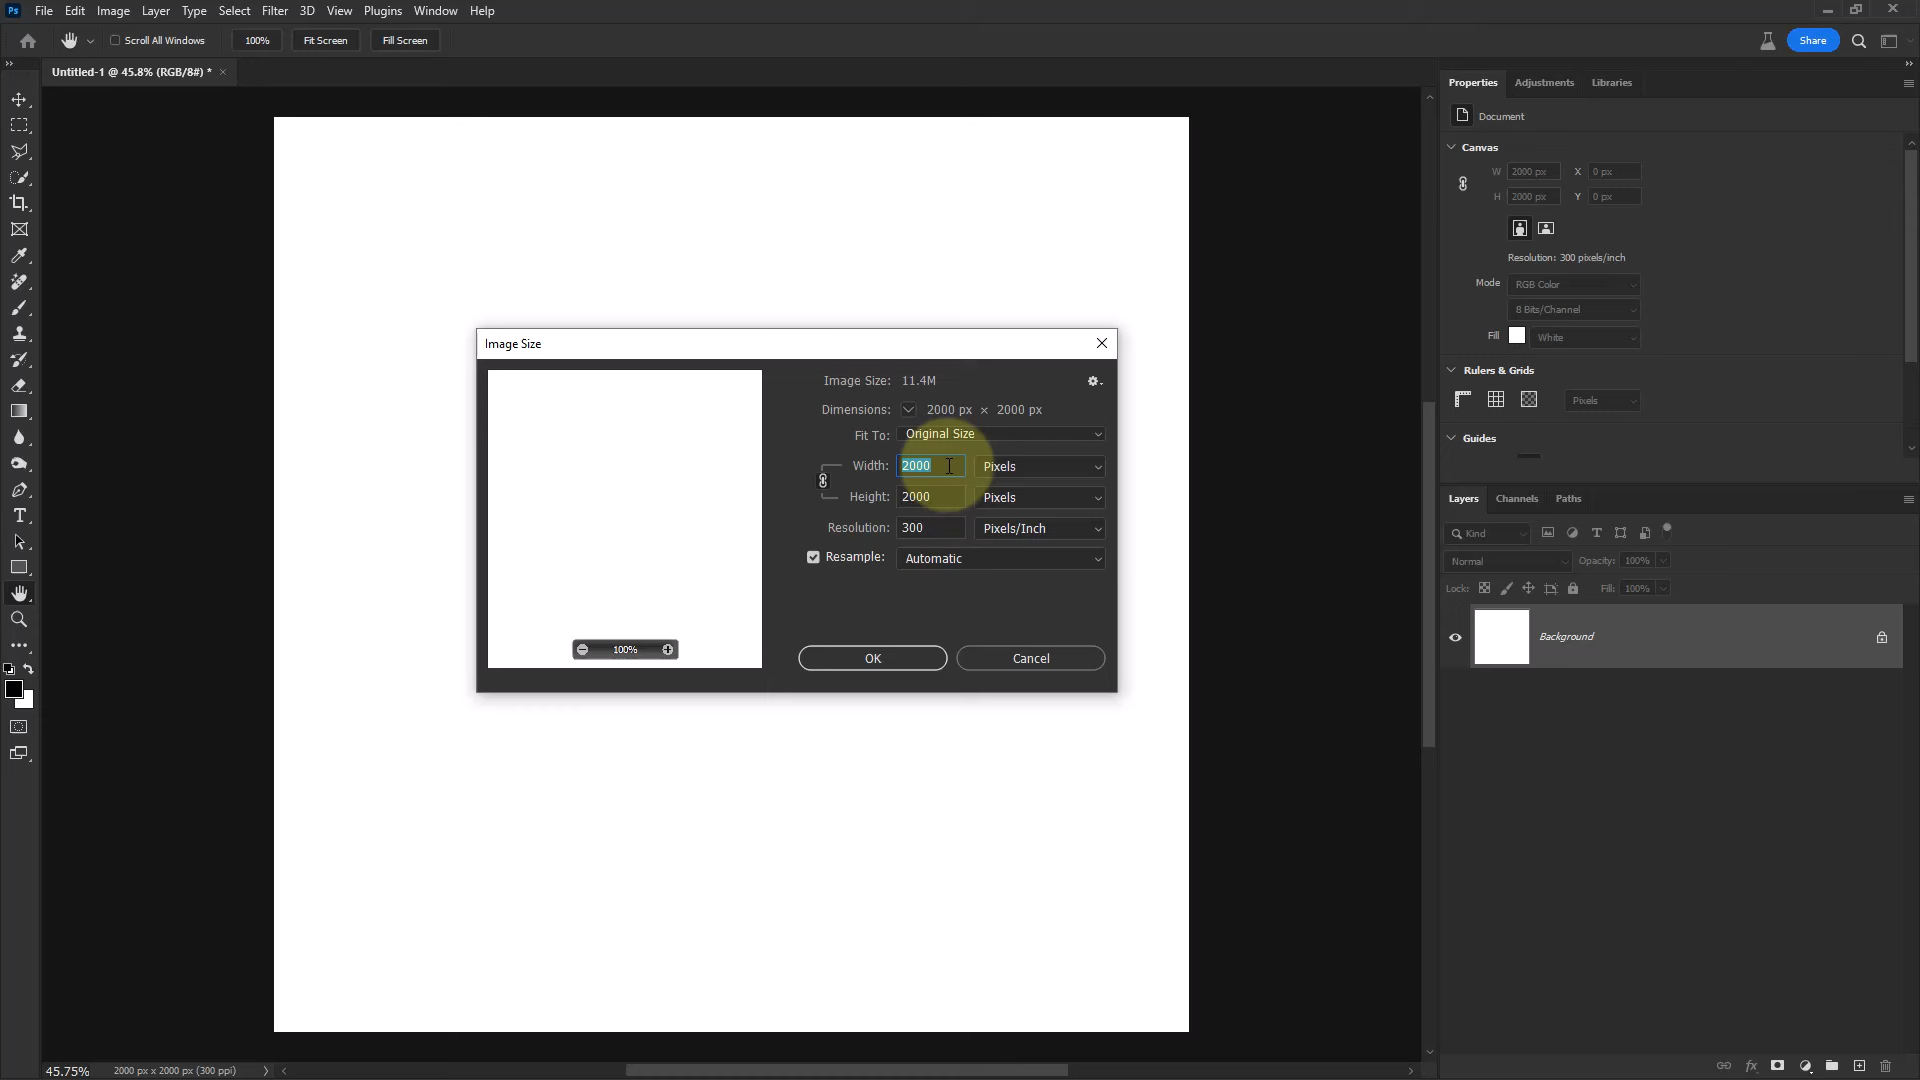 Ps File Edit Image Layer Type Select Filter 3D View Plugins Window Help
Scroll All Windows 100% Fit Screen Fill Screen Share
Untitled-1 @ 45.8% (RGB/8#) * ×
Properties Adjustments Libraries
Document
Canvas
W 2000 px X 0 px
H 2000 px Y 0 px
Resolution: 300 pixels/inch
Mode RGB Color
8 Bits/Channel
Fill White
Rulers & Grids
Pixels
Guides
Image Size
Image Size: 11.4M
Dimensions: 2000 px × 2000 px
Fit To: Original Size
Width: 2000 Pixels
Height: 2000 Pixels
Resolution: 300 Pixels/Inch
Resample: Automatic
100%
OK Cancel
Layers Channels Paths
Kind
Normal Opacity: 100%
Lock: Fill: 100%
Background
45.75% 2000 px x 2000 px (300 ppi)